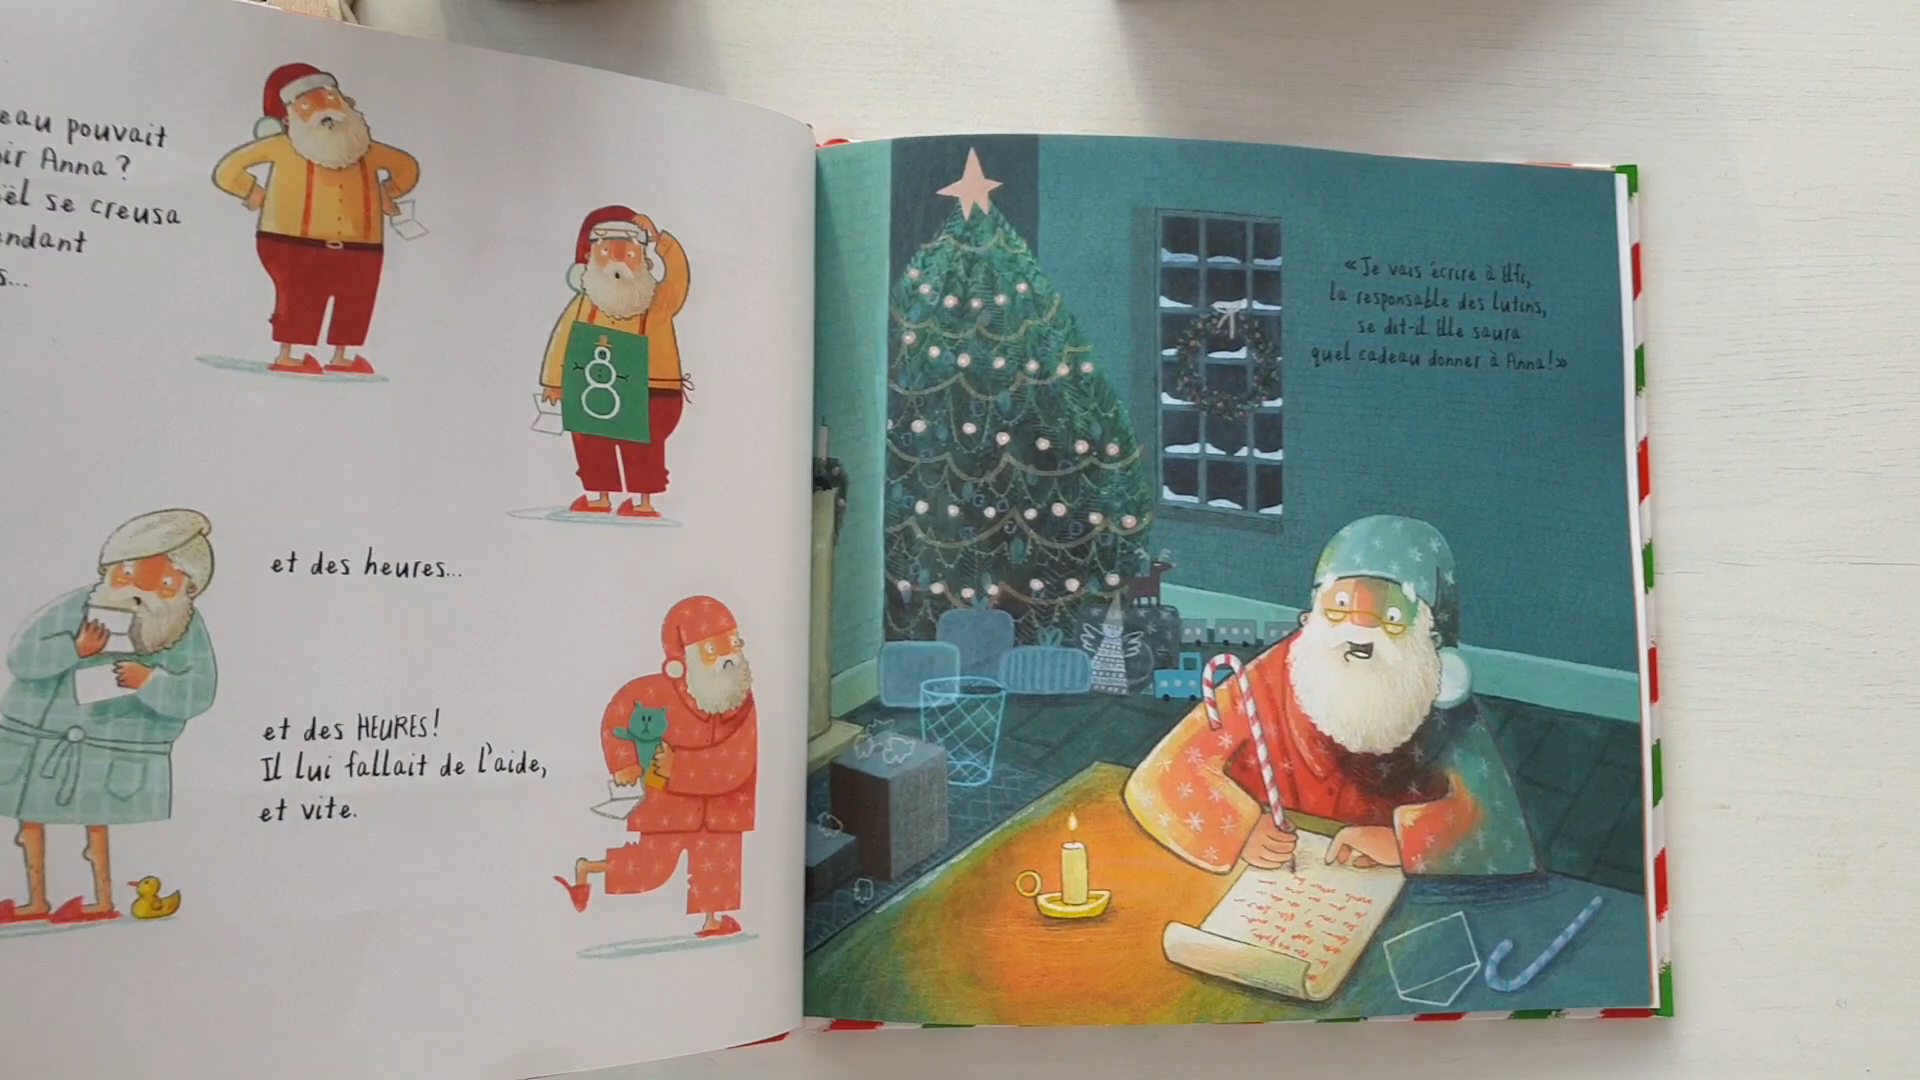 eau pouvait
ir Anna ?
ël se creusa
ndant
s...
et des heures...
et des HEURES!
Il lui fallait de l'aide,
et vite.
« Je vais écrire à Elfi,
la responsable des lutins,
se dit-il. Elle saura
quel cadeau donner à Anna! »